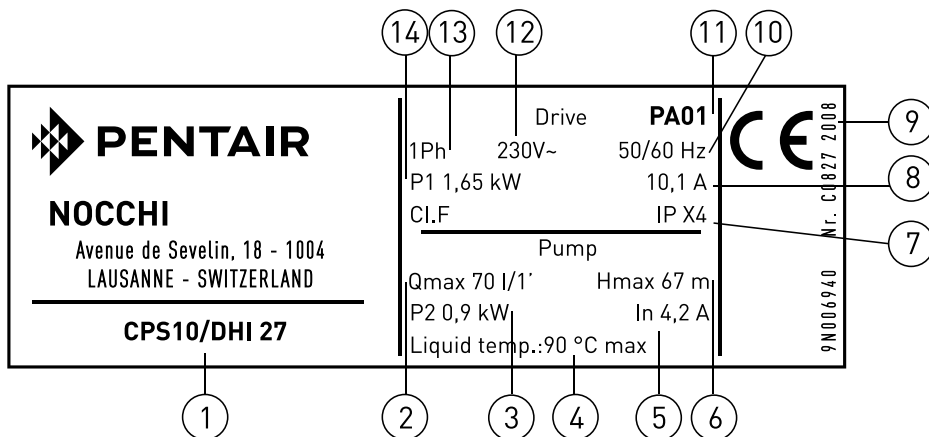 14 13 12 11 10
PENTAIR
NOCCHI
Avenue de Sevelin, 18 - 1004
LAUSANNE - SWITZERLAND
CPS10/DHI 27
Drive PA01
1Ph 230V~ 50/60 Hz
P1 1,65 kW 10,1 A
Cl.F IP X4
Pump
Qmax 70 l/1' Hmax 67 m
P2 0,9 kW In 4,2 A
Liquid temp.:90 °C max
CE
9N006940 Nr. C0827 2008
9
8
7
1 2 3 4 5 6